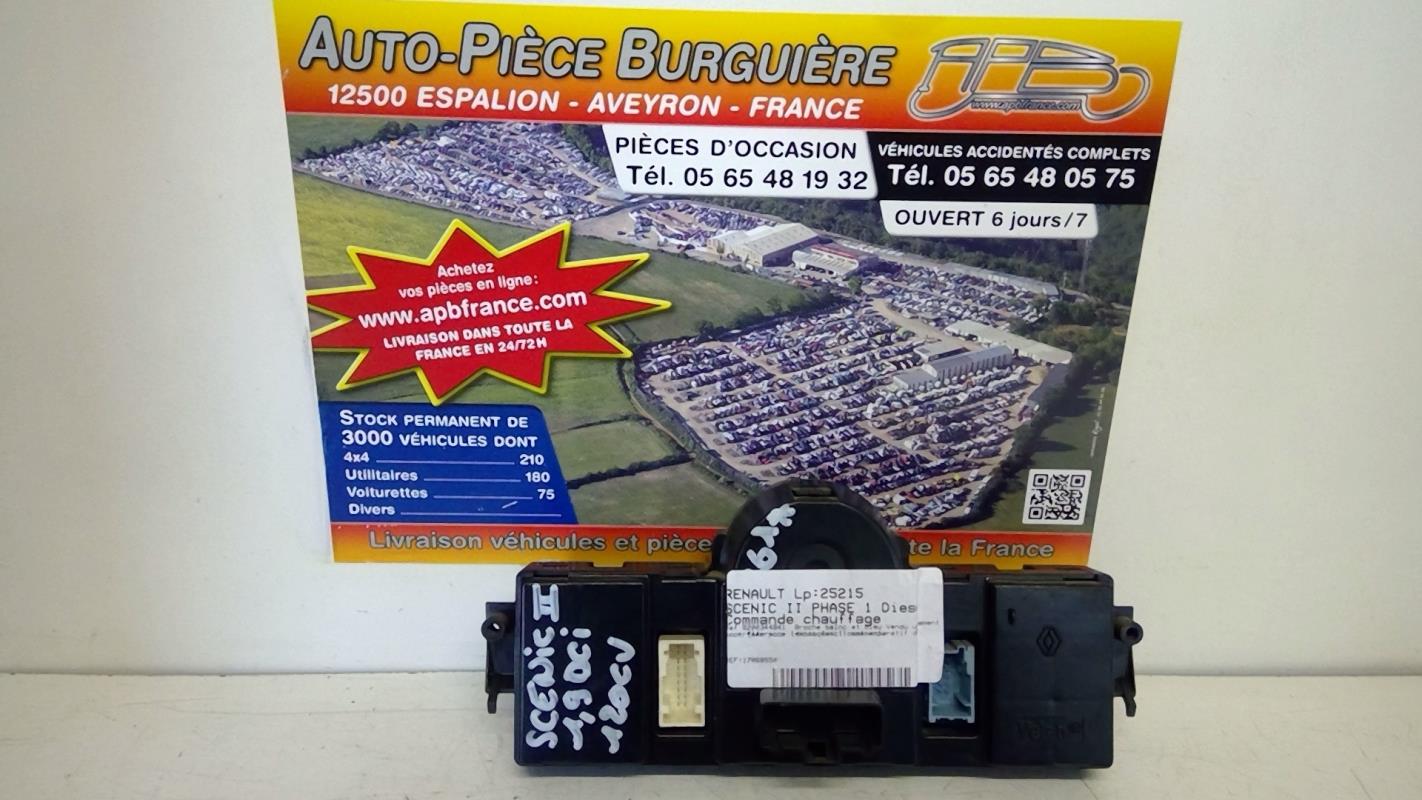 AUTO-PIÈCE BURGUIÈRE
12500 ESPALION - AVEYRON - FRANCE
APB
www.apbfrance.com
PIÈCES D'OCCASION
Tél. 05 65 48 19 32
VÉHICULES ACCIDENTÉS COMPLETS
Tél. 05 65 48 05 75
OUVERT 6 jours/7
Achetez
vos pièces en ligne:
www.apbfrance.com
LIVRAISON DANS TOUTE LA
FRANCE EN 24/72H
STOCK PERMANENT DE
3000 VÉHICULES DONT
4x4 210
Utilitaires 180
Voiturettes 75
Divers
Livraison véhicules et pièce te la France
RENAULT Lp:25215
SCENIC II PHASE 1 Dies
Commande chauffage
SCENIC II
1,9 DCI
120CV